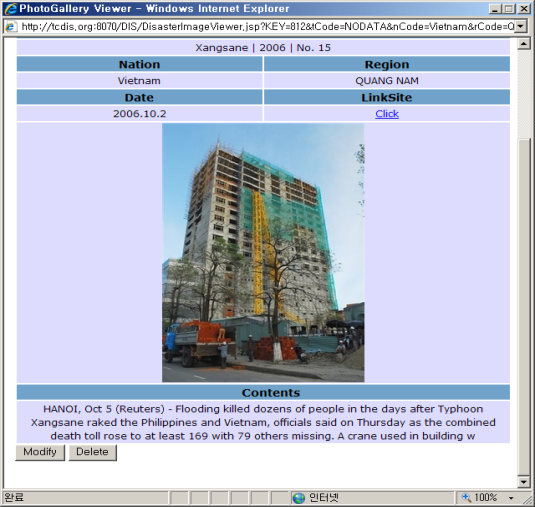 PhotoGallery Viewer - Windows Internet Explorer
http://tcdis.org:8070/DIS/DisasterImageViewer.jsp?KEY=812&tCode=NODATA&nCode=Vietnam&rCode=Q
Xangsane | 2006 | No. 15
Nation Region
Vietnam QUANG NAM
Date LinkSite
2006.10.2 Click
Contents
HANOI, Oct 5 (Reuters) - Flooding killed dozens of people in the days after Typhoon
Xangsane raked the Philippines and Vietnam, officials said on Thursday as the combined
death toll rose to at least 169 with 79 others missing. A crane used in building w
Modify Delete
완료 인터넷 100%